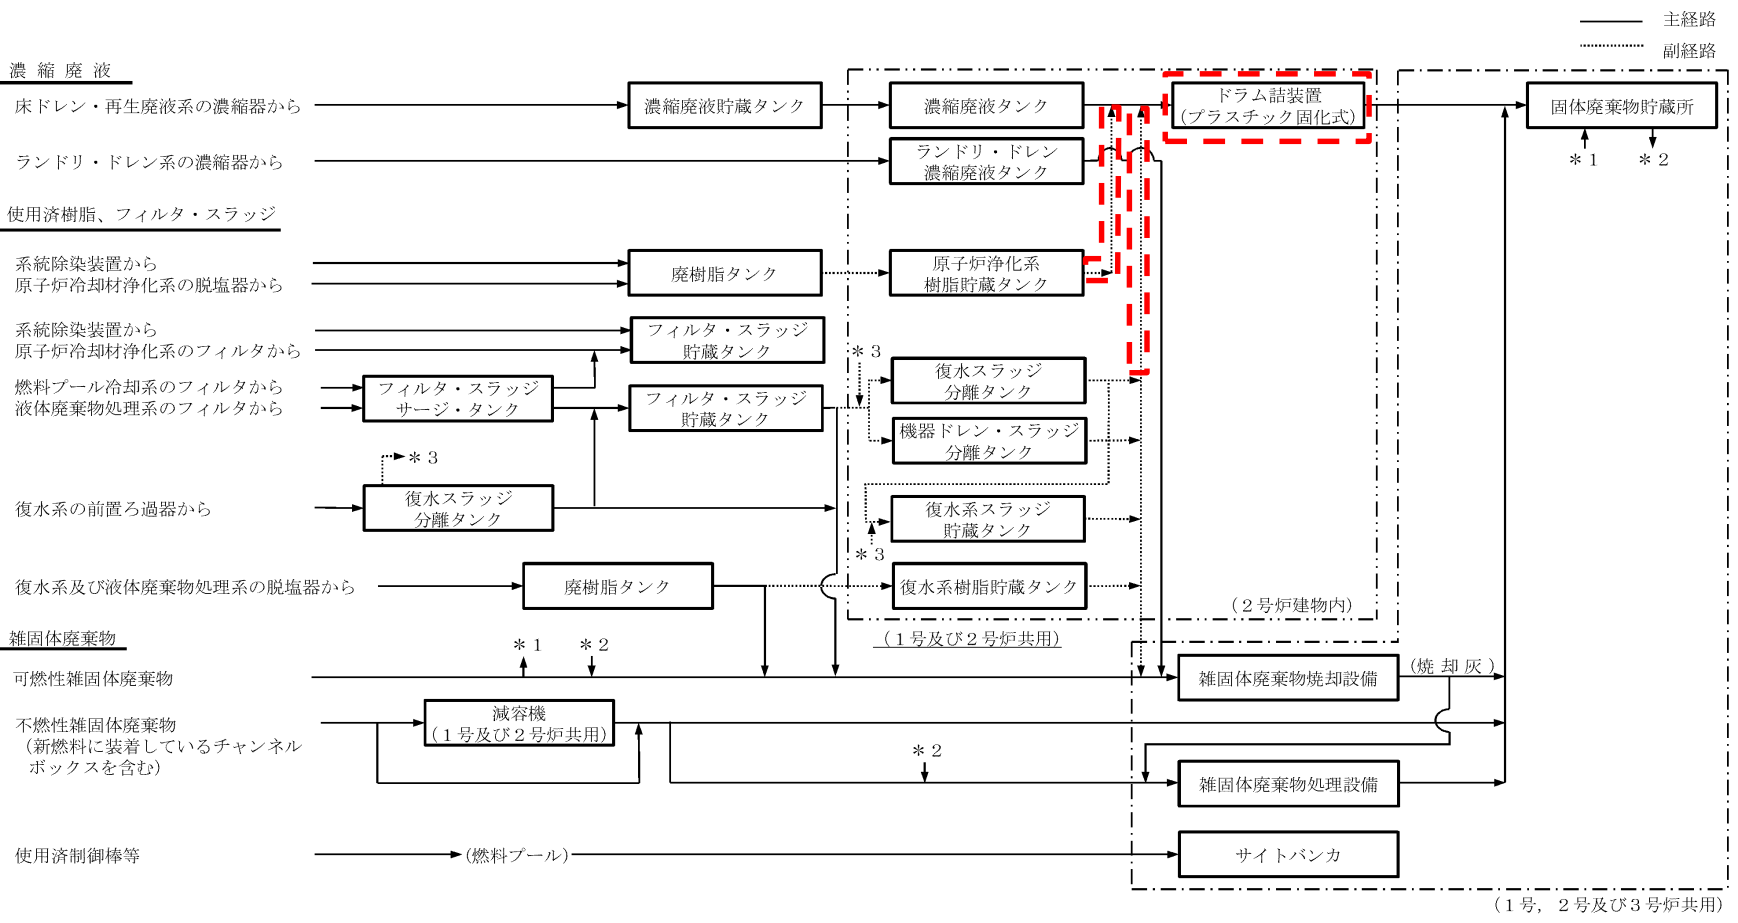 主経路
副経路
濃縮廃液
床ドレン・再生廃液系の濃縮器から
濃縮廃液貯蔵タンク
濃縮廃液タンク
ドラム詰装置
(プラスチック固化式)
固体廃棄物貯蔵所
＊1
＊2
ランドリ・ドレン系の濃縮器から
ランドリ・ドレン
濃縮廃液タンク
使用済樹脂、フィルタ・スラッジ
系統除染装置から
原子炉冷却材浄化系の脱塩器から
廃樹脂タンク
原子炉浄化系
樹脂貯蔵タンク
系統除染装置から
原子炉冷却材浄化系のフィルタから
フィルタ・スラッジ
貯蔵タンク
燃料プール冷却系のフィルタから
液体廃棄物処理系のフィルタから
フィルタ・スラッジ
サージ・タンク
フィルタ・スラッジ
貯蔵タンク
＊3
復水スラッジ
分離タンク
機器ドレン・スラッジ
分離タンク
＊3
復水系の前置ろ過器から
復水スラッジ
分離タンク
復水系スラッジ
貯蔵タンク
＊3
復水系及び液体廃棄物処理系の脱塩器から
廃樹脂タンク
復水系樹脂貯蔵タンク
(2号炉建物内)
(1号及び2号炉共用)
雑固体廃棄物
＊1
＊2
可燃性雑固体廃棄物
雑固体廃棄物焼却設備
(焼却灰)
不燃性雑固体廃棄物
(新燃料に装着しているチャンネル
ボックスを含む)
減容機
(1号及び2号炉共用)
＊2
雑固体廃棄物処理設備
使用済制御棒等
(燃料プール)
サイトバンカ
(1号，2号及び3号炉共用)